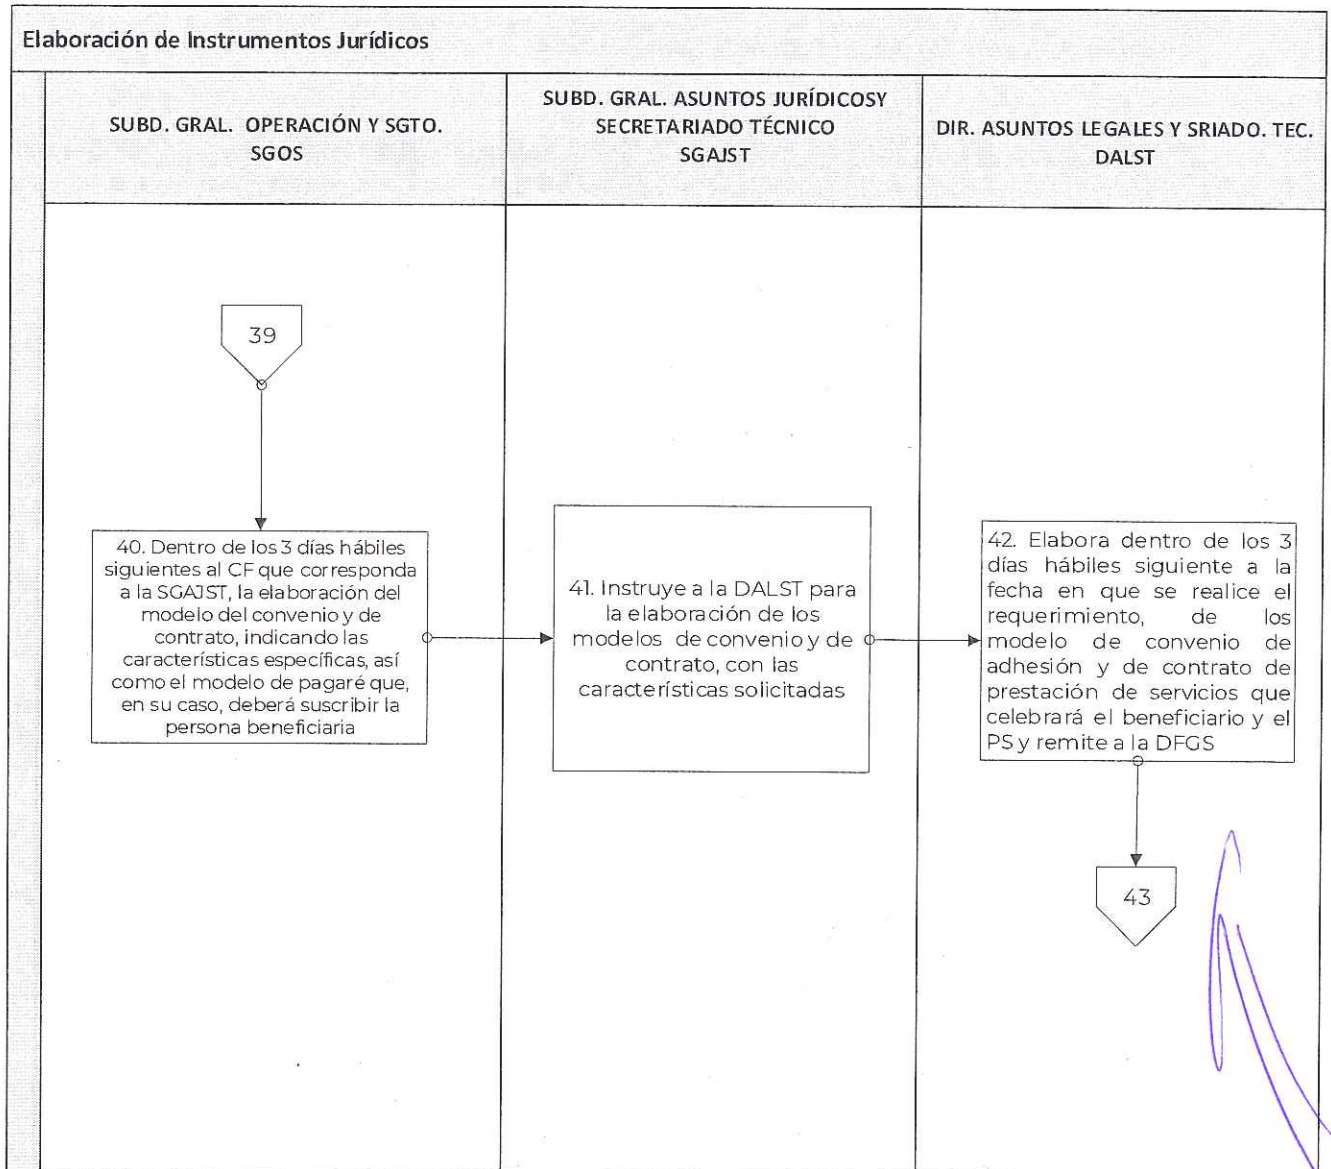 Elaboración de Instrumentos Jurídicos
SUBD. GRAL. OPERACIÓN Y SGTO.
SGOS
SUBD. GRAL. ASUNTOS JURÍDICOSY
SECRETARIADO TÉCNICO
SGAJST
DIR. ASUNTOS LEGALES Y SRIADO. TEC.
DALST
39
40. Dentro de los 3 días hábiles
siguientes al CF que corresponda
a la SGAJST, la elaboración del
modelo del convenio y de
contrato, indicando las
características específicas, así
como el modelo de pagaré que,
en su caso, deberá suscribir la
persona beneficiaria
41. Instruye a la DALST para
la elaboración de los
modelos de convenio y de
contrato, con las
características solicitadas
42. Elabora dentro de los 3
días hábiles siguiente a la
fecha en que se realice el
requerimiento, de los
modelo de convenio de
adhesión y de contrato de
prestación de servicios que
celebrará el beneficiario y el
PS y remite a la DFGS
43